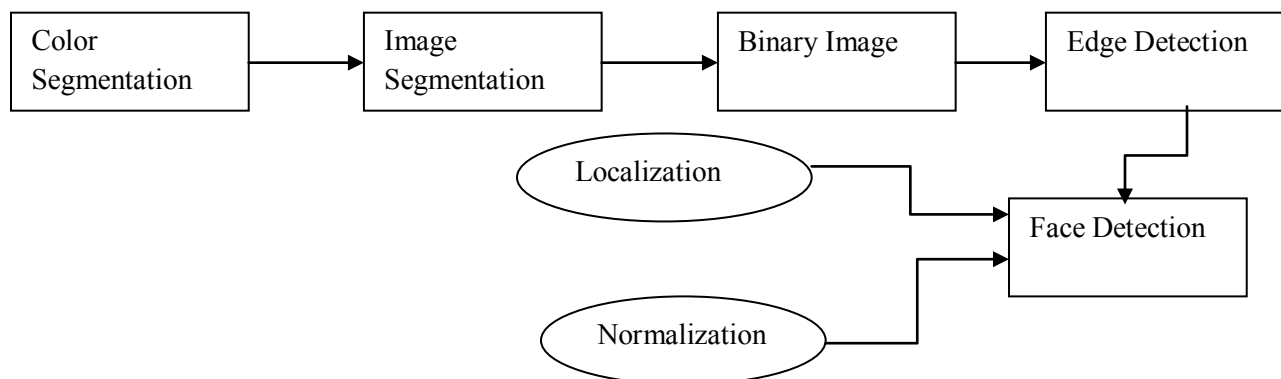 Color
Segmentation
Image
Segmentation
Binary Image
Edge Detection
Localization
Face Detection
Normalization